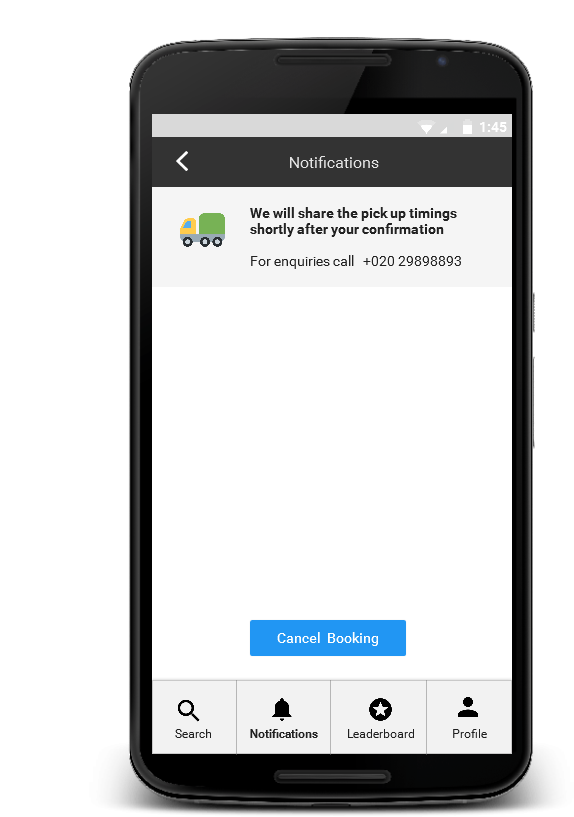 1:45
Notifications
We will share the pick up timings
shortly after your confirmation
For enquiries call +020 29898893
Cancel Booking
Search
Notifications
Leaderboard
Profile